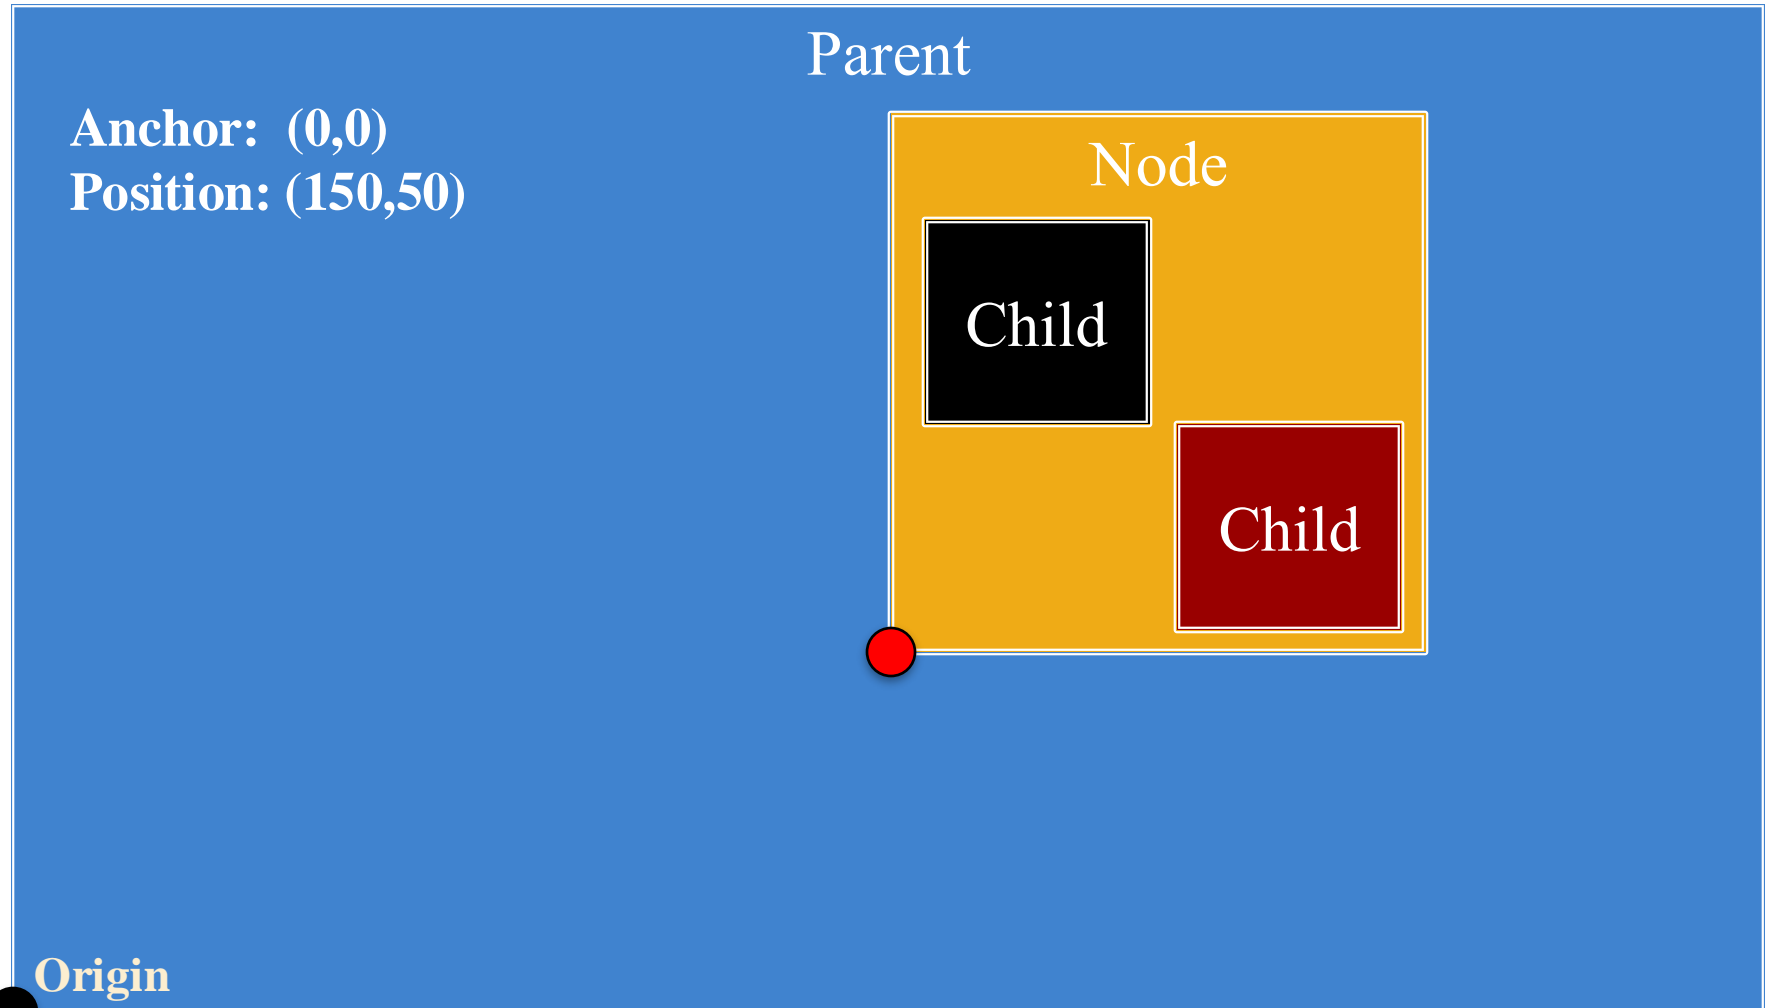 Parent
Anchor: (0,0)
Position: (150,50)
Node
Child
Child
Origin